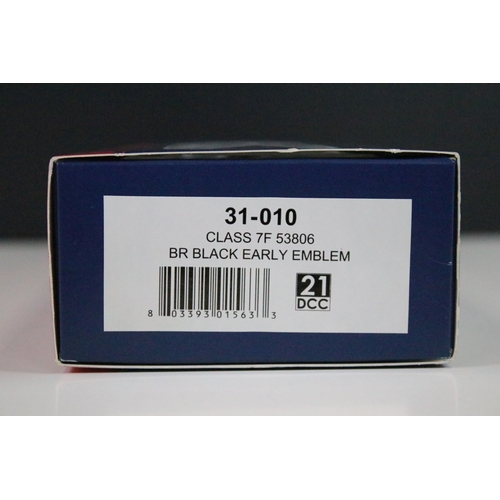 31-010
CLASS 7F 53806
BR BLACK EARLY EMBLEM
21
DCC
8 03393 01563 3